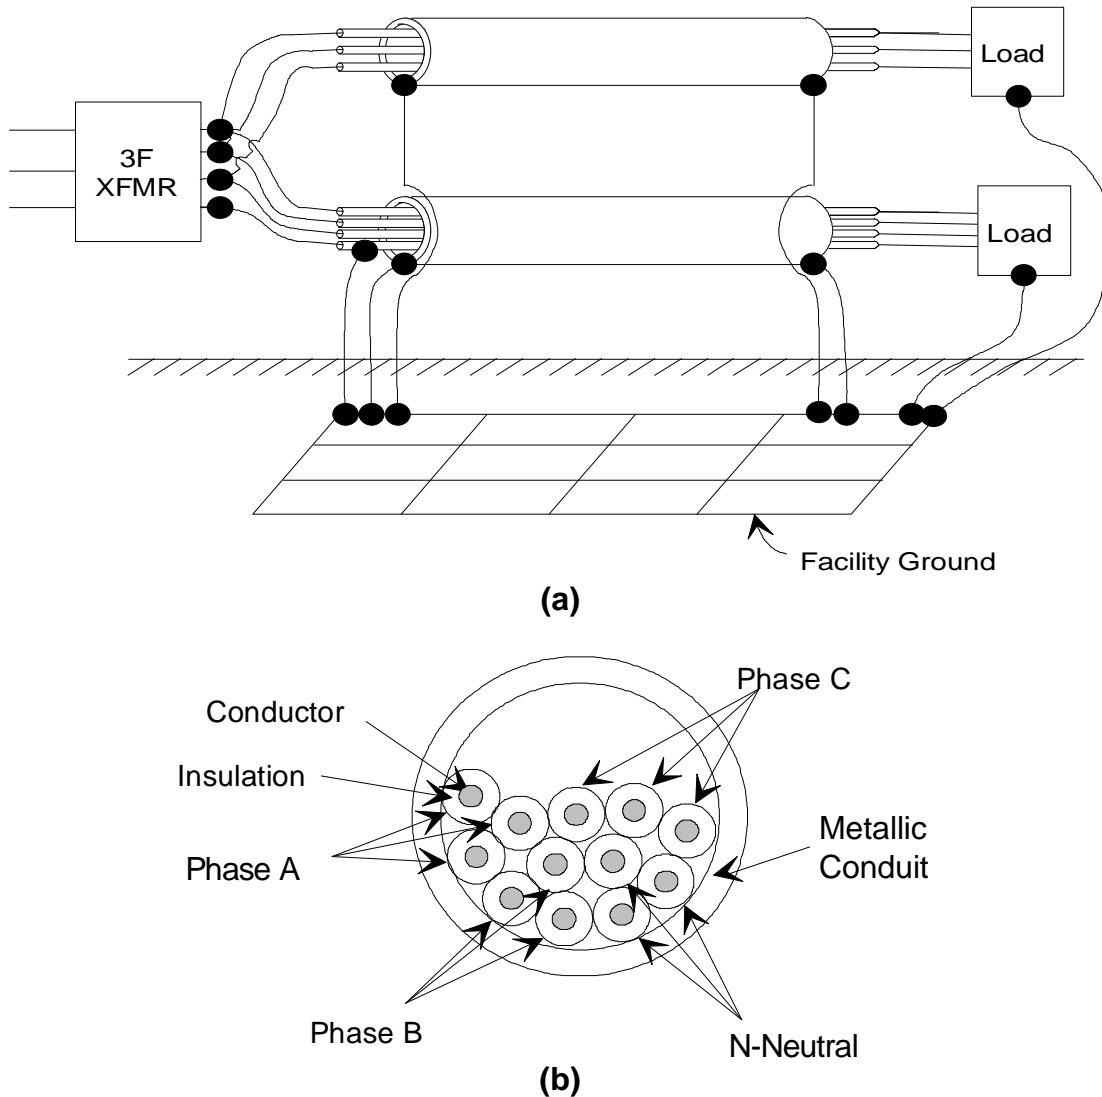 Load
3F
XFMR
Load
Facility Ground
(a)
Phase C
Conductor
Insulation
Metallic
Conduit
Phase A
Phase B
N-Neutral
(b)